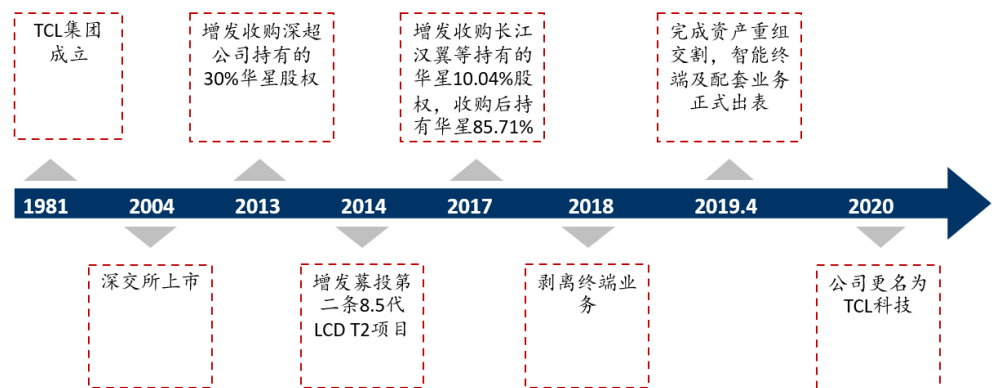 TCL集团
成立
增发收购深超
公司持有的
30%华星股权
增发收购长江
汉翼等持有的
华星10.04%股
权，收购后持
有华星85.71%
完成资产重组
交割，智能终
端及配套业务
正式出表
1981
2004
2013
2014
2017
2018
2019.4
2020
深交所上市
增发募投第
二条8.5代
LCD T2项目
剥离终端业
务
公司更名为
TCL科技